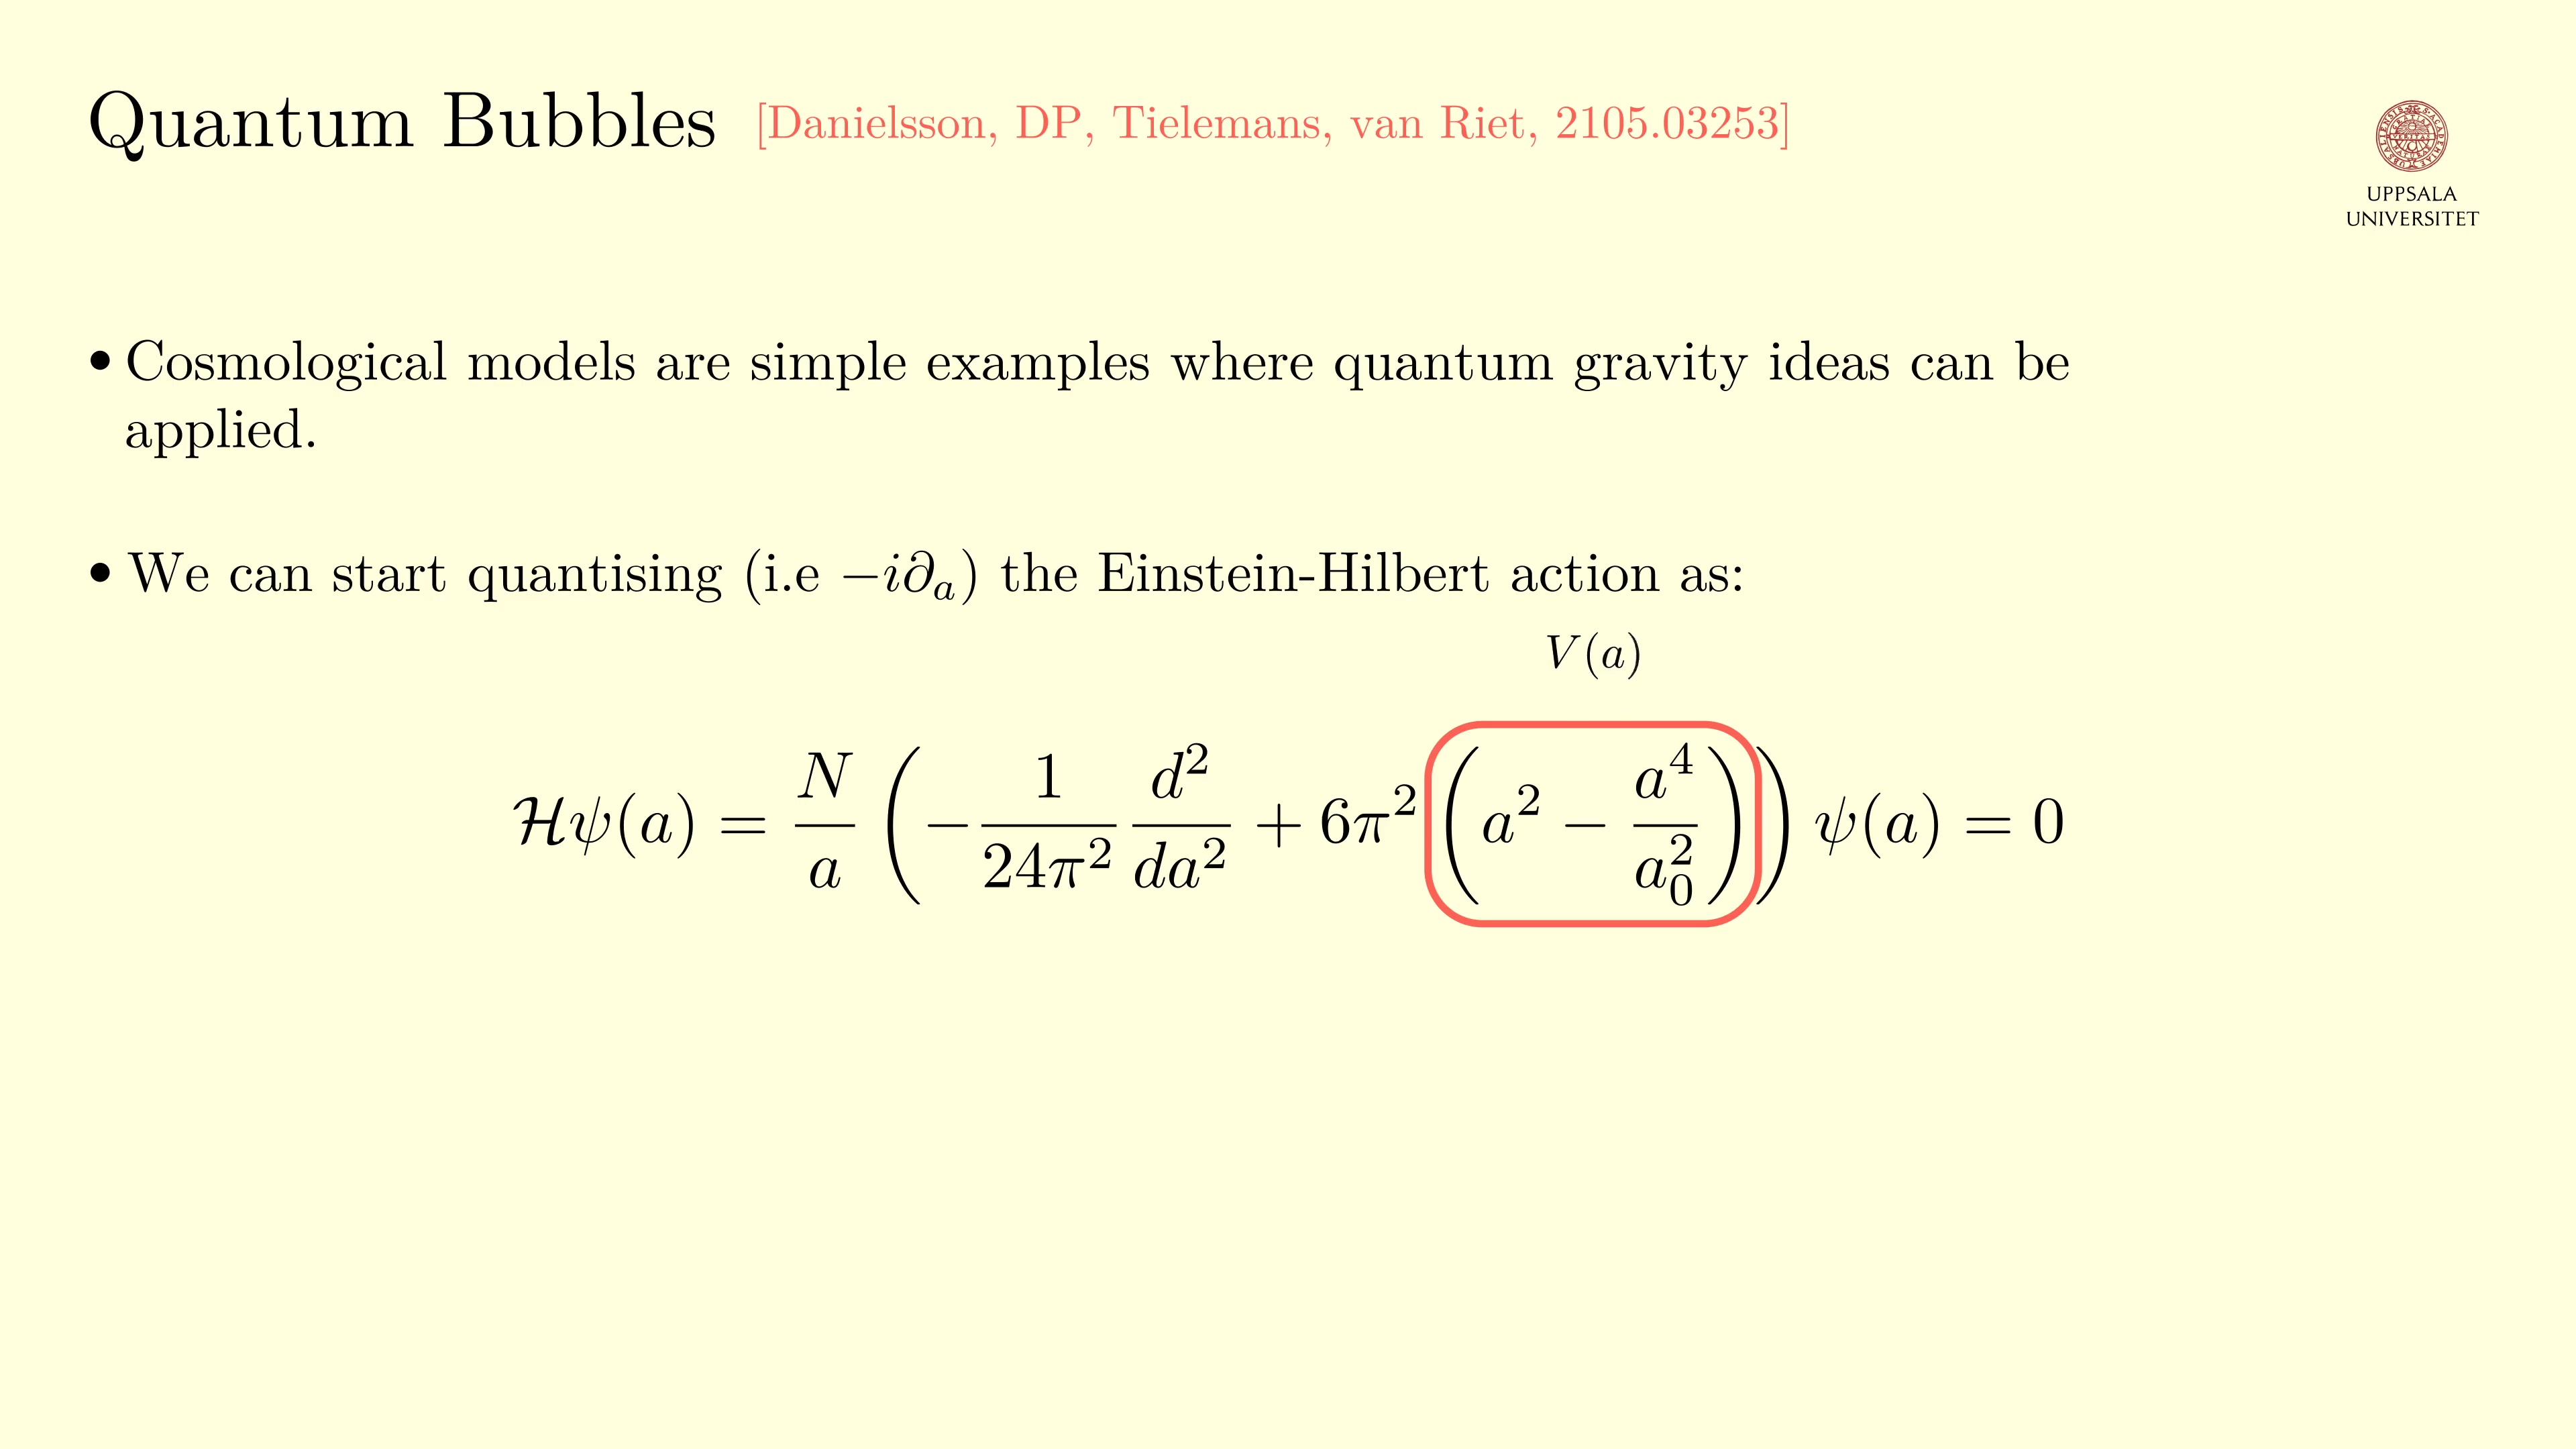 Quantum Bubbles [Danielsson, DP, Tielemans, van Riet, 2105.03253]
UPPSALA
UNIVERSITET
• Cosmological models are simple examples where quantum gravity ideas can be
applied.
• We can start quantising (i.e −i∂ₐ) the Einstein-Hilbert action as:
V(a)
$\mathcal{H}\psi(a) = \frac{N}{a}\left(-\frac{1}{24\pi^2}\frac{d^2}{da^2} + 6\pi^2\left(a^2 - \frac{a^4}{a_0^2}\right)\right)\psi(a) = 0$